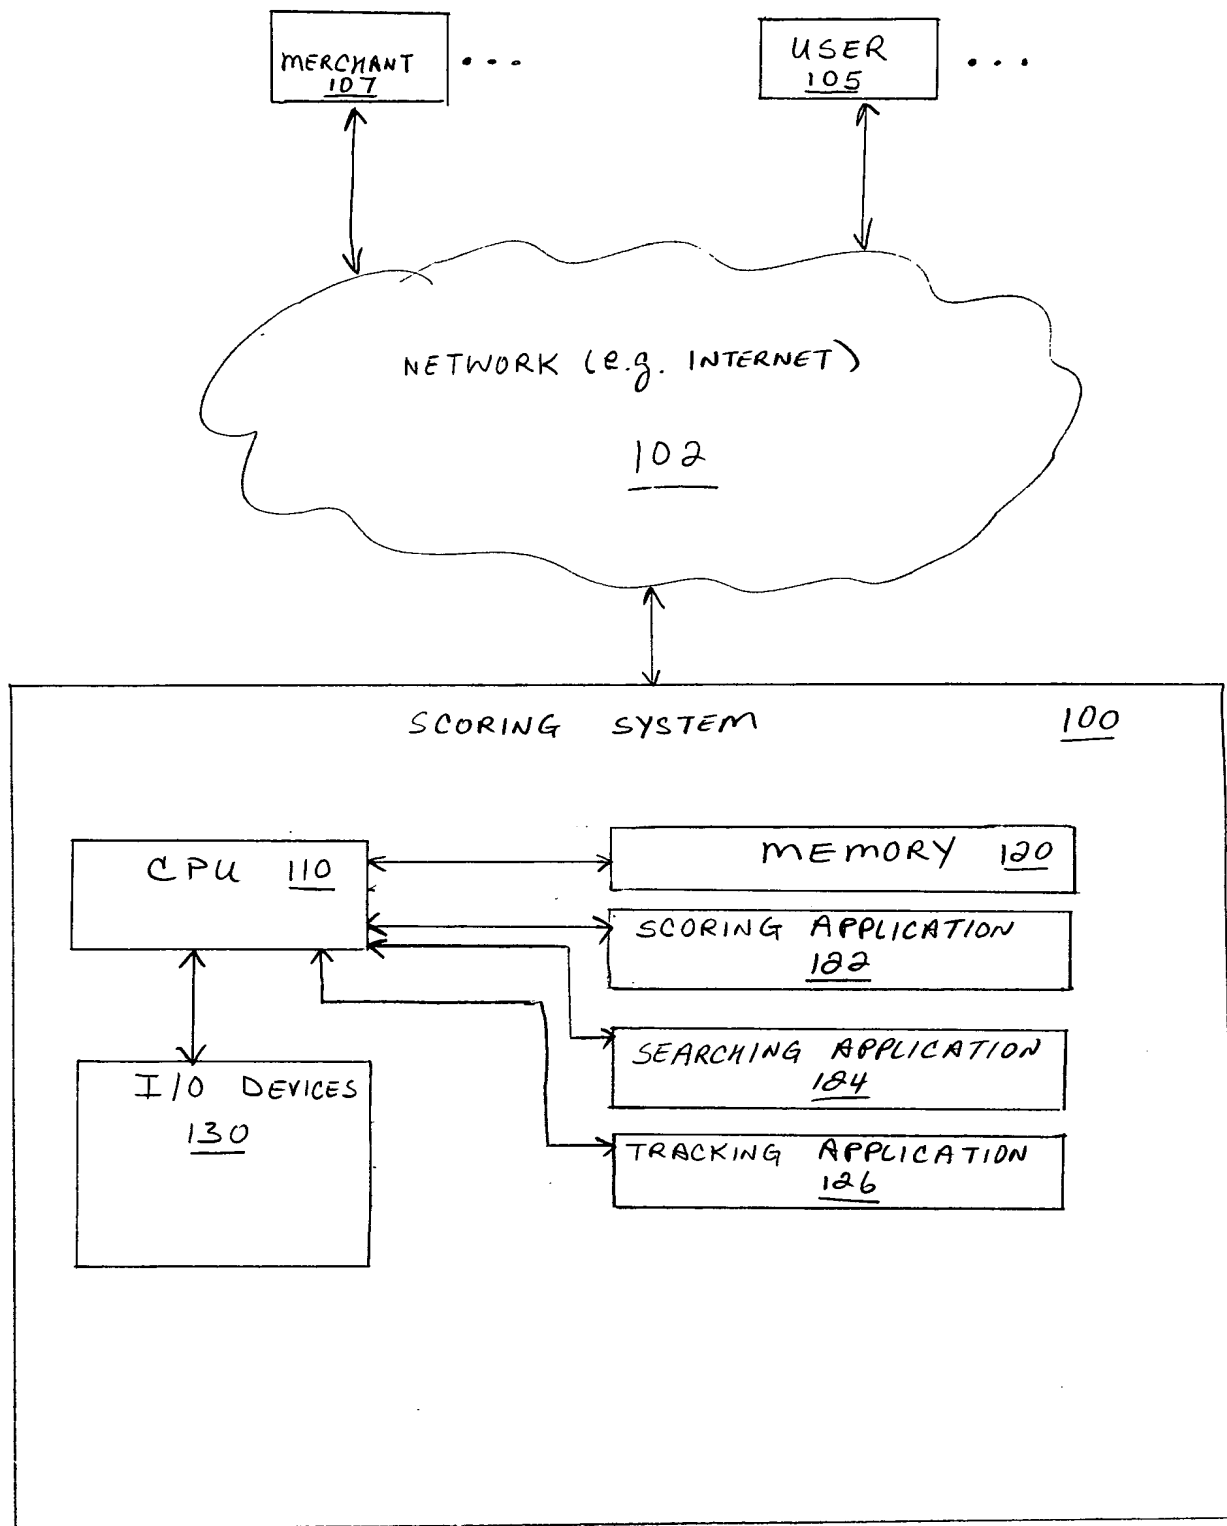 MERCHANT
107
• • •
USER
105
• • •
NETWORK (e.g. INTERNET)
102
SCORING SYSTEM 100
CPU 110
MEMORY 120
SCORING APPLICATION
122
SEARCHING APPLICATION
124
I/O DEVICES
130
TRACKING APPLICATION
126